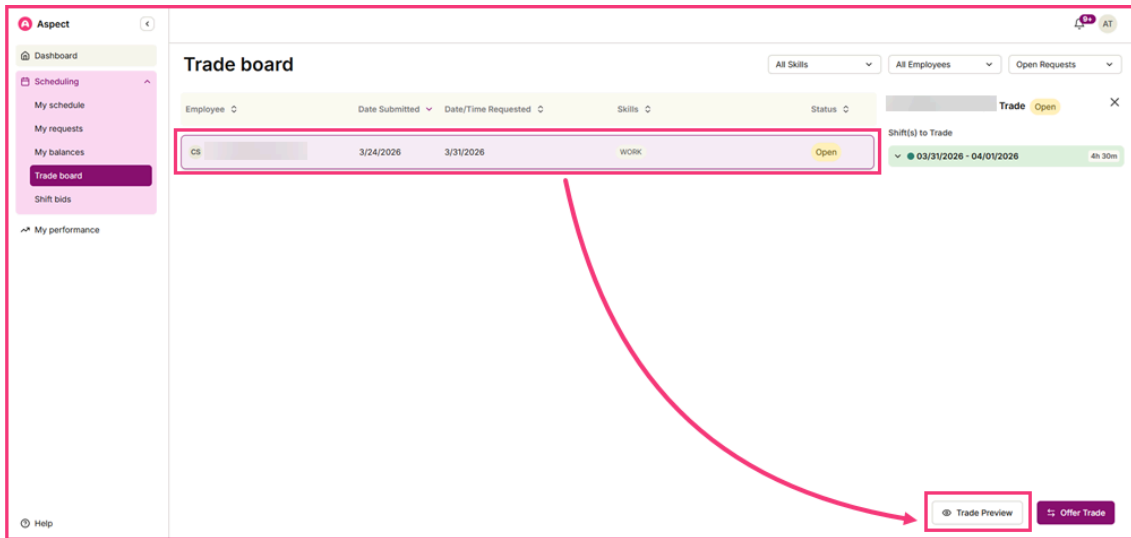 Aspect
9+
AT
Dashboard
Scheduling
My schedule
My requests
My balances
Trade board
Shift bids
My performance
Help
Trade board
All Skills
All Employees
Open Requests
Employee Date Submitted Date/Time Requested Skills Status
CS 3/24/2026 3/31/2026 WORK Open
Trade Open
Shift(s) to Trade
03/31/2026 - 04/01/2026 4h 30m
Trade Preview
Offer Trade